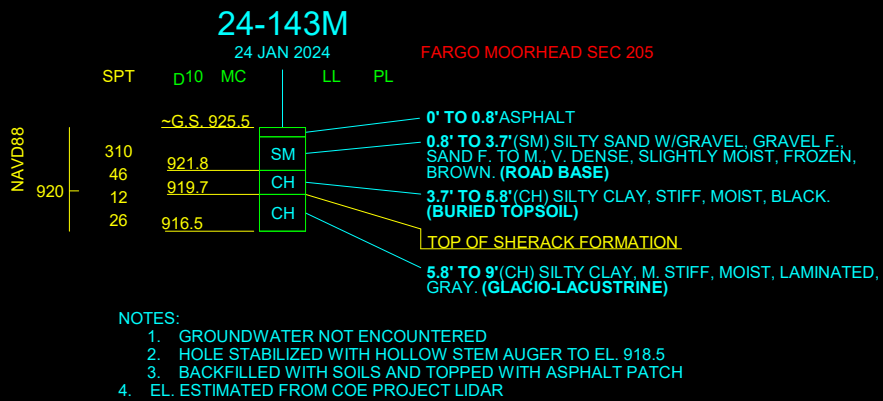 24-143M
24 JAN 2024
FARGO MOORHEAD SEC 205
SPT D10 MC LL PL
NAVD88
920
~G.S. 925.5
921.8
919.7
916.5
310
46
12
26
SM
CH
CH
0' TO 0.8'ASPHALT
0.8' TO 3.7'(SM) SILTY SAND W/GRAVEL, GRAVEL F.,
SAND F. TO M., V. DENSE, SLIGHTLY MOIST, FROZEN,
BROWN. (ROAD BASE)
3.7' TO 5.8'(CH) SILTY CLAY, STIFF, MOIST, BLACK.
(BURIED TOPSOIL)
TOP OF SHERACK FORMATION
5.8' TO 9'(CH) SILTY CLAY, M. STIFF, MOIST, LAMINATED,
GRAY. (GLACIO-LACUSTRINE)
NOTES:
1. GROUNDWATER NOT ENCOUNTERED
2. HOLE STABILIZED WITH HOLLOW STEM AUGER TO EL. 918.5
3. BACKFILLED WITH SOILS AND TOPPED WITH ASPHALT PATCH
4. EL. ESTIMATED FROM COE PROJECT LIDAR